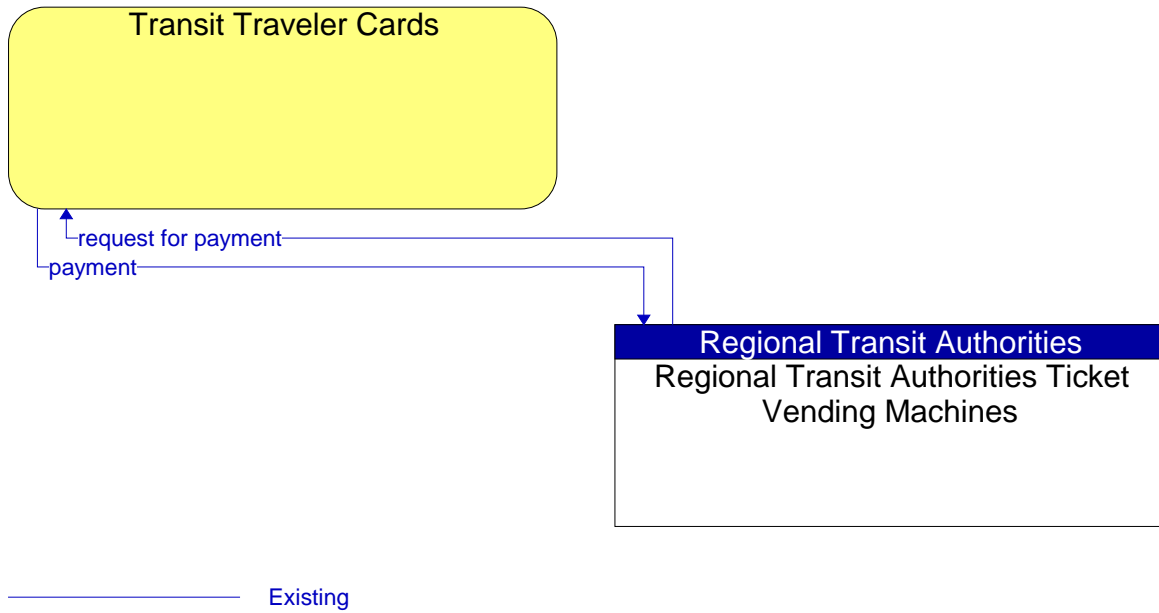 Transit Traveler Cards
request for payment
payment
Regional Transit Authorities
Regional Transit Authorities Ticket
Vending Machines
Existing